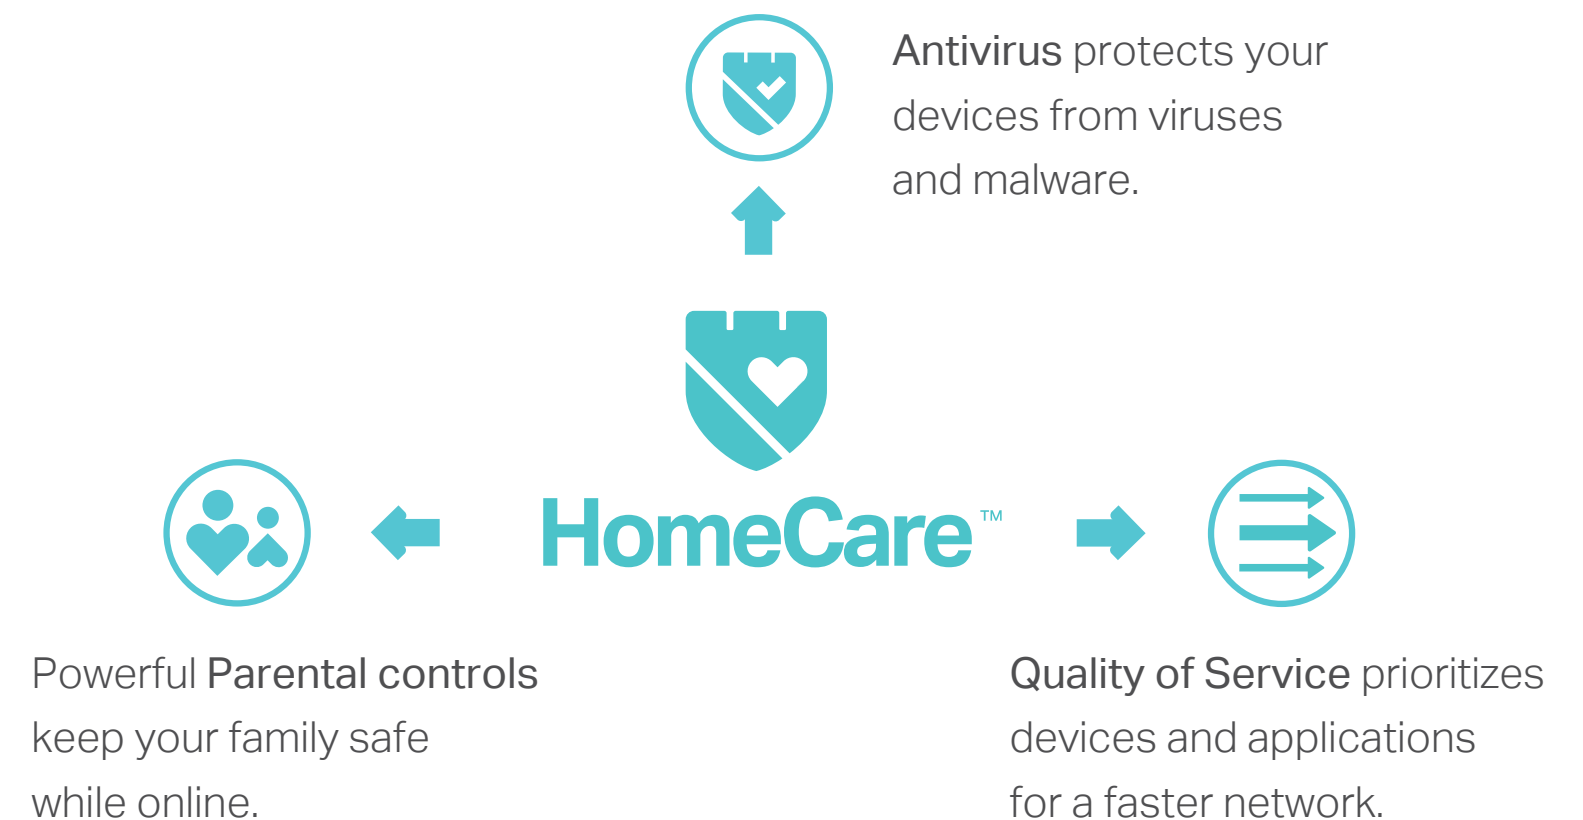 Antivirus protects your
devices from viruses
and malware.
HomeCare™
Powerful Parental controls
keep your family safe
while online.
Quality of Service prioritizes
devices and applications
for a faster network.